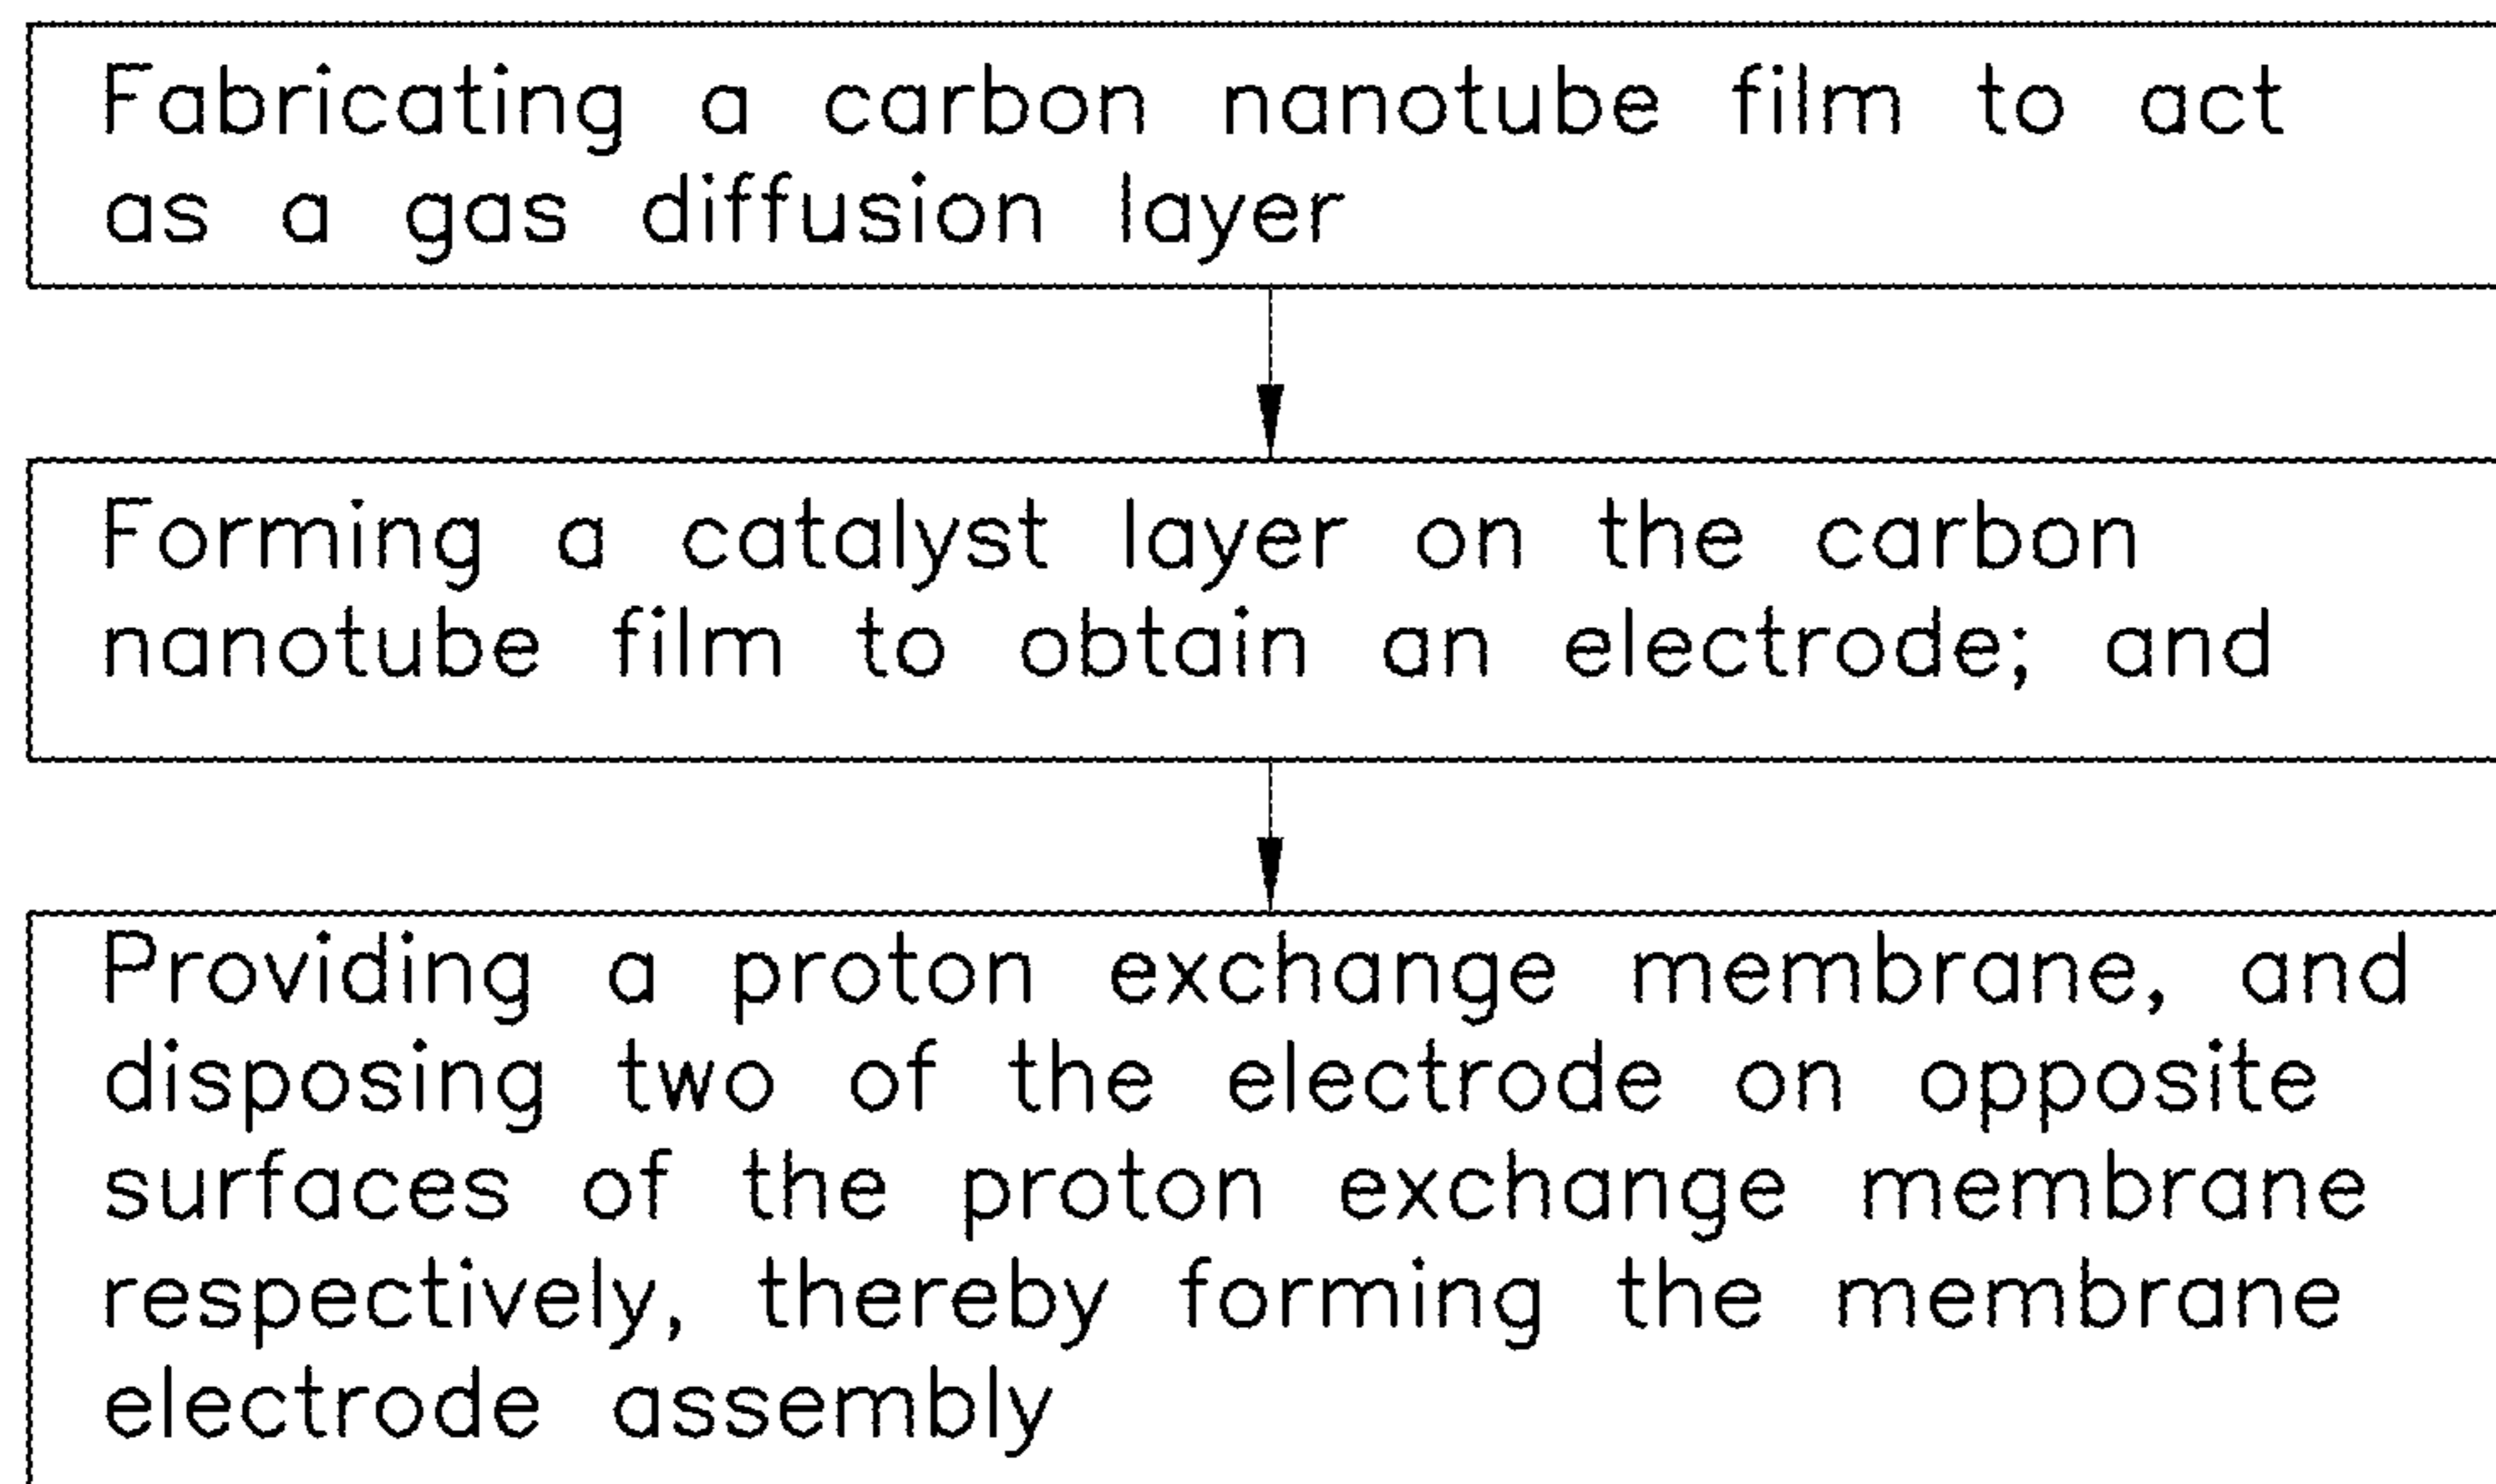 Fabricating a carbon nanotube film to act
as a gas diffusion layer
Forming a catalyst layer on the carbon
nanotube film to obtain an electrode; and
Providing a proton exchange membrane, and
disposing two of the electrode on opposite
surfaces of the proton exchange membrane
respectively, thereby forming the membrane
electrode assembly